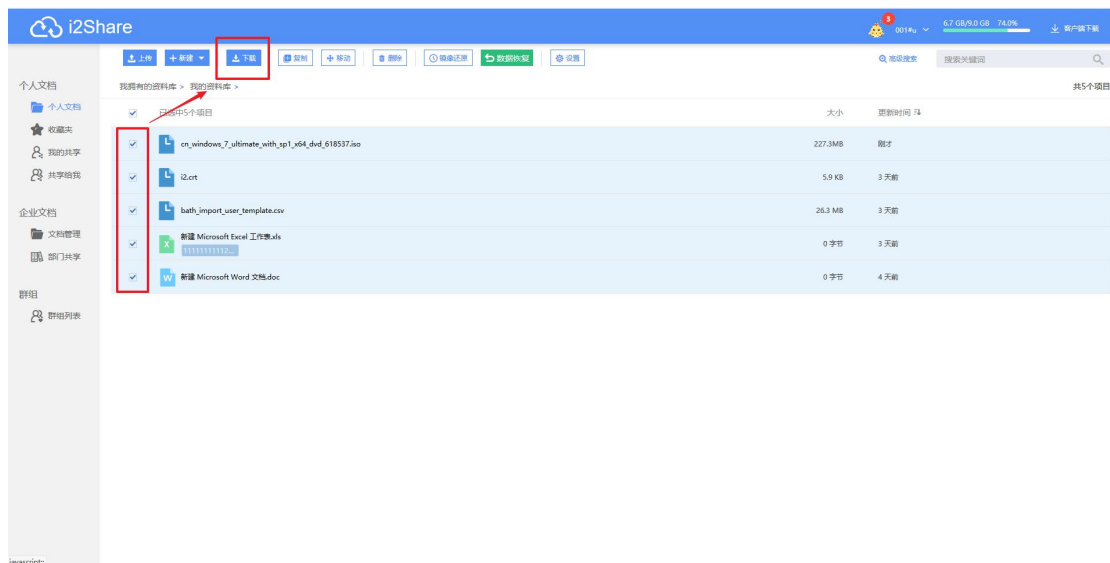 i2Share
3
001#u
6.7 GB/9.0 GB 74.0%
客户端下载
上传 新建 下载 复制 移动 删除 镜像还原 数据恢复 设置 高级搜索 搜索关键词
个人文档
我拥有的资料库 > 我的资料库 >
共5个项目
个人文档
已选中5个项目 大小 更新时间
收藏夹
我的共享
cn_windows_7_ultimate_with_sp1_x64_dvd_618537.iso 227.3MB 刚才
共享给我
i2.crt 5.9 KB 3 天前
企业文档
bath_import_user_template.csv 26.3 MB 3 天前
文档管理
新建 Microsoft Excel 工作表.xls 0 字节 3 天前
11111111112...
部门共享
新建 Microsoft Word 文档.doc 0 字节 4 天前
群组
群组列表